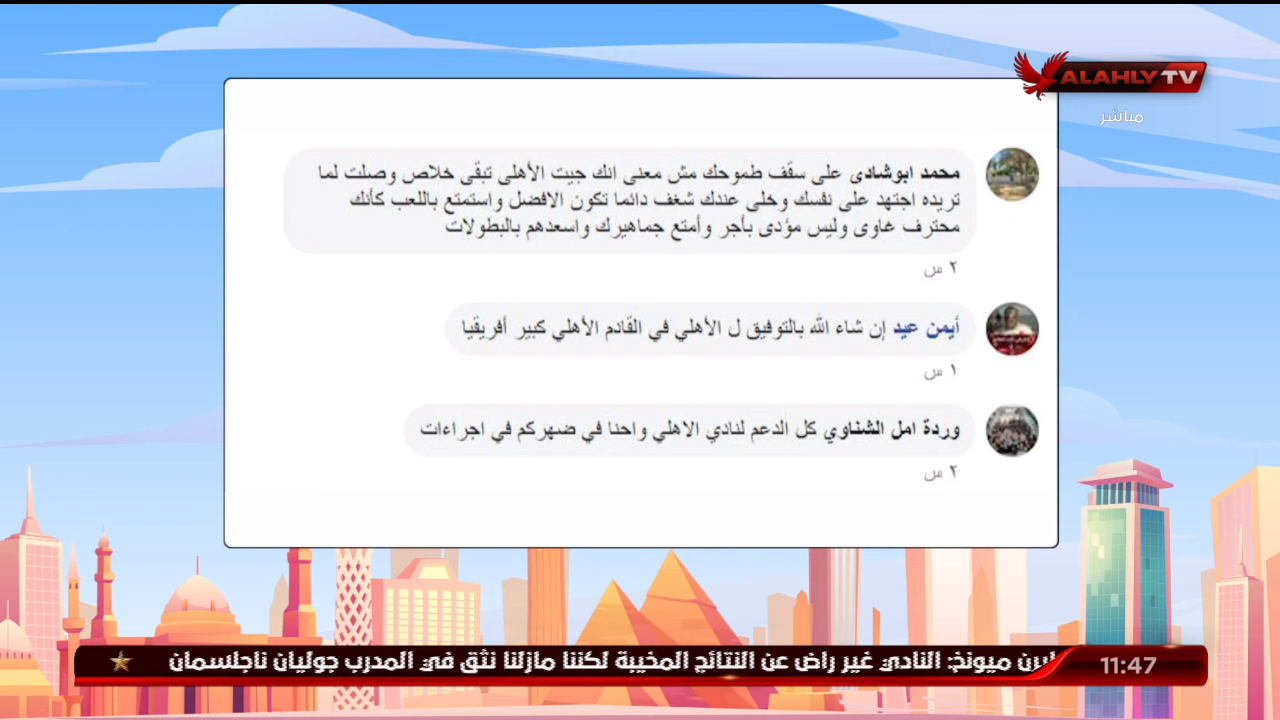 ALAHLY TV
مباشر
محمد ابوشادى على سقف طموحك مش معنى انك جيت الأهلى تبقى خلاص وصلت لما
تريده اجتهد على نفسك وخلى عندك شغف دائما تكون الافضل واستمتع باللعب كأنك
محترف غاوى وليس مؤدى بأجر وأمتع جماهيرك واسعدهم بالبطولات
٢ س
أيمن عيد إن شاء الله بالتوفيق ل الأهلي في القادم الأهلي كبير أفريقيا
١ س
وردة امل الشناوي كل الدعم لنادي الاهلي واحنا في ضهركم في اجراءات
٢ س
ميونخ: النادي غير راض عن النتائج المخيبة لكننا مازلنا نثق في المدرب جوليان ناجلسمان
11:47